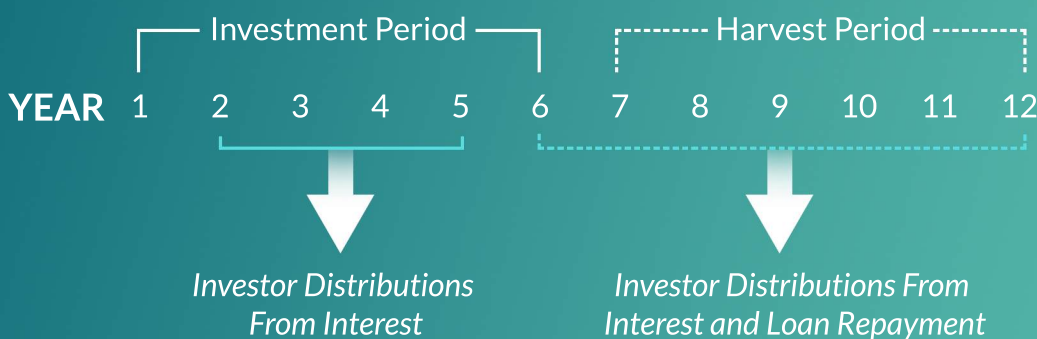 Investment Period Harvest Period
YEAR 1 2 3 4 5 6 7 8 9 10 11 12
Investor Distributions
From Interest
Investor Distributions From
Interest and Loan Repayment